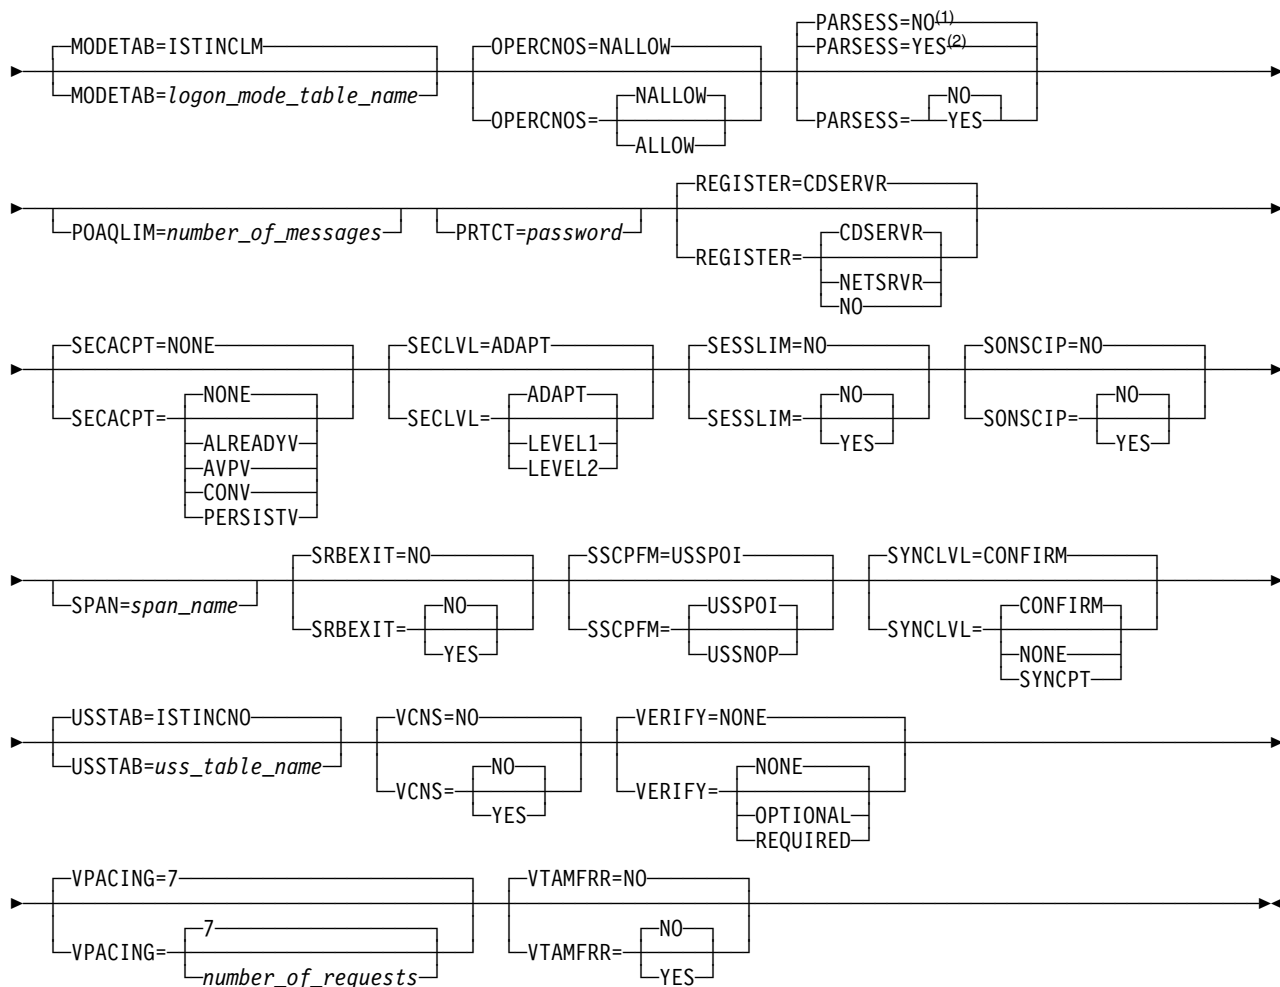 MODETAB=ISTINCLM
MODETAB=logon_mode_table_name
OPERCNOS=NALLOW
OPERCNOS=
NALLOW
ALLOW
PARSESS=NO(1)
PARSESS=YES(2)
PARSESS=
NO
YES
POAQLIM=number_of_messages
PRTCT=password
REGISTER=CDSERVR
REGISTER=
CDSERVR
NETSRVR
NO
SECACPT=NONE
SECACPT=
NONE
ALREADYV
AVPV
CONV
PERSISTV
SECLVL=ADAPT
SECLVL=
ADAPT
LEVEL1
LEVEL2
SESSLIM=NO
SESSLIM=
NO
YES
SONSCIP=NO
SONSCIP=
NO
YES
SPAN=span_name
SRBEXIT=NO
SRBEXIT=
NO
YES
SSCPFM=USSPOI
SSCPFM=
USSPOI
USSNOP
SYNCLVL=CONFIRM
SYNCLVL=
CONFIRM
NONE
SYNCPT
USSTAB=ISTINCNO
USSTAB=uss_table_name
VCNS=NO
VCNS=
NO
YES
VERIFY=NONE
VERIFY=
NONE
OPTIONAL
REQUIRED
VPACING=7
VPACING=
7
number_of_requests
VTAMFRR=NO
VTAMFRR=
NO
YES